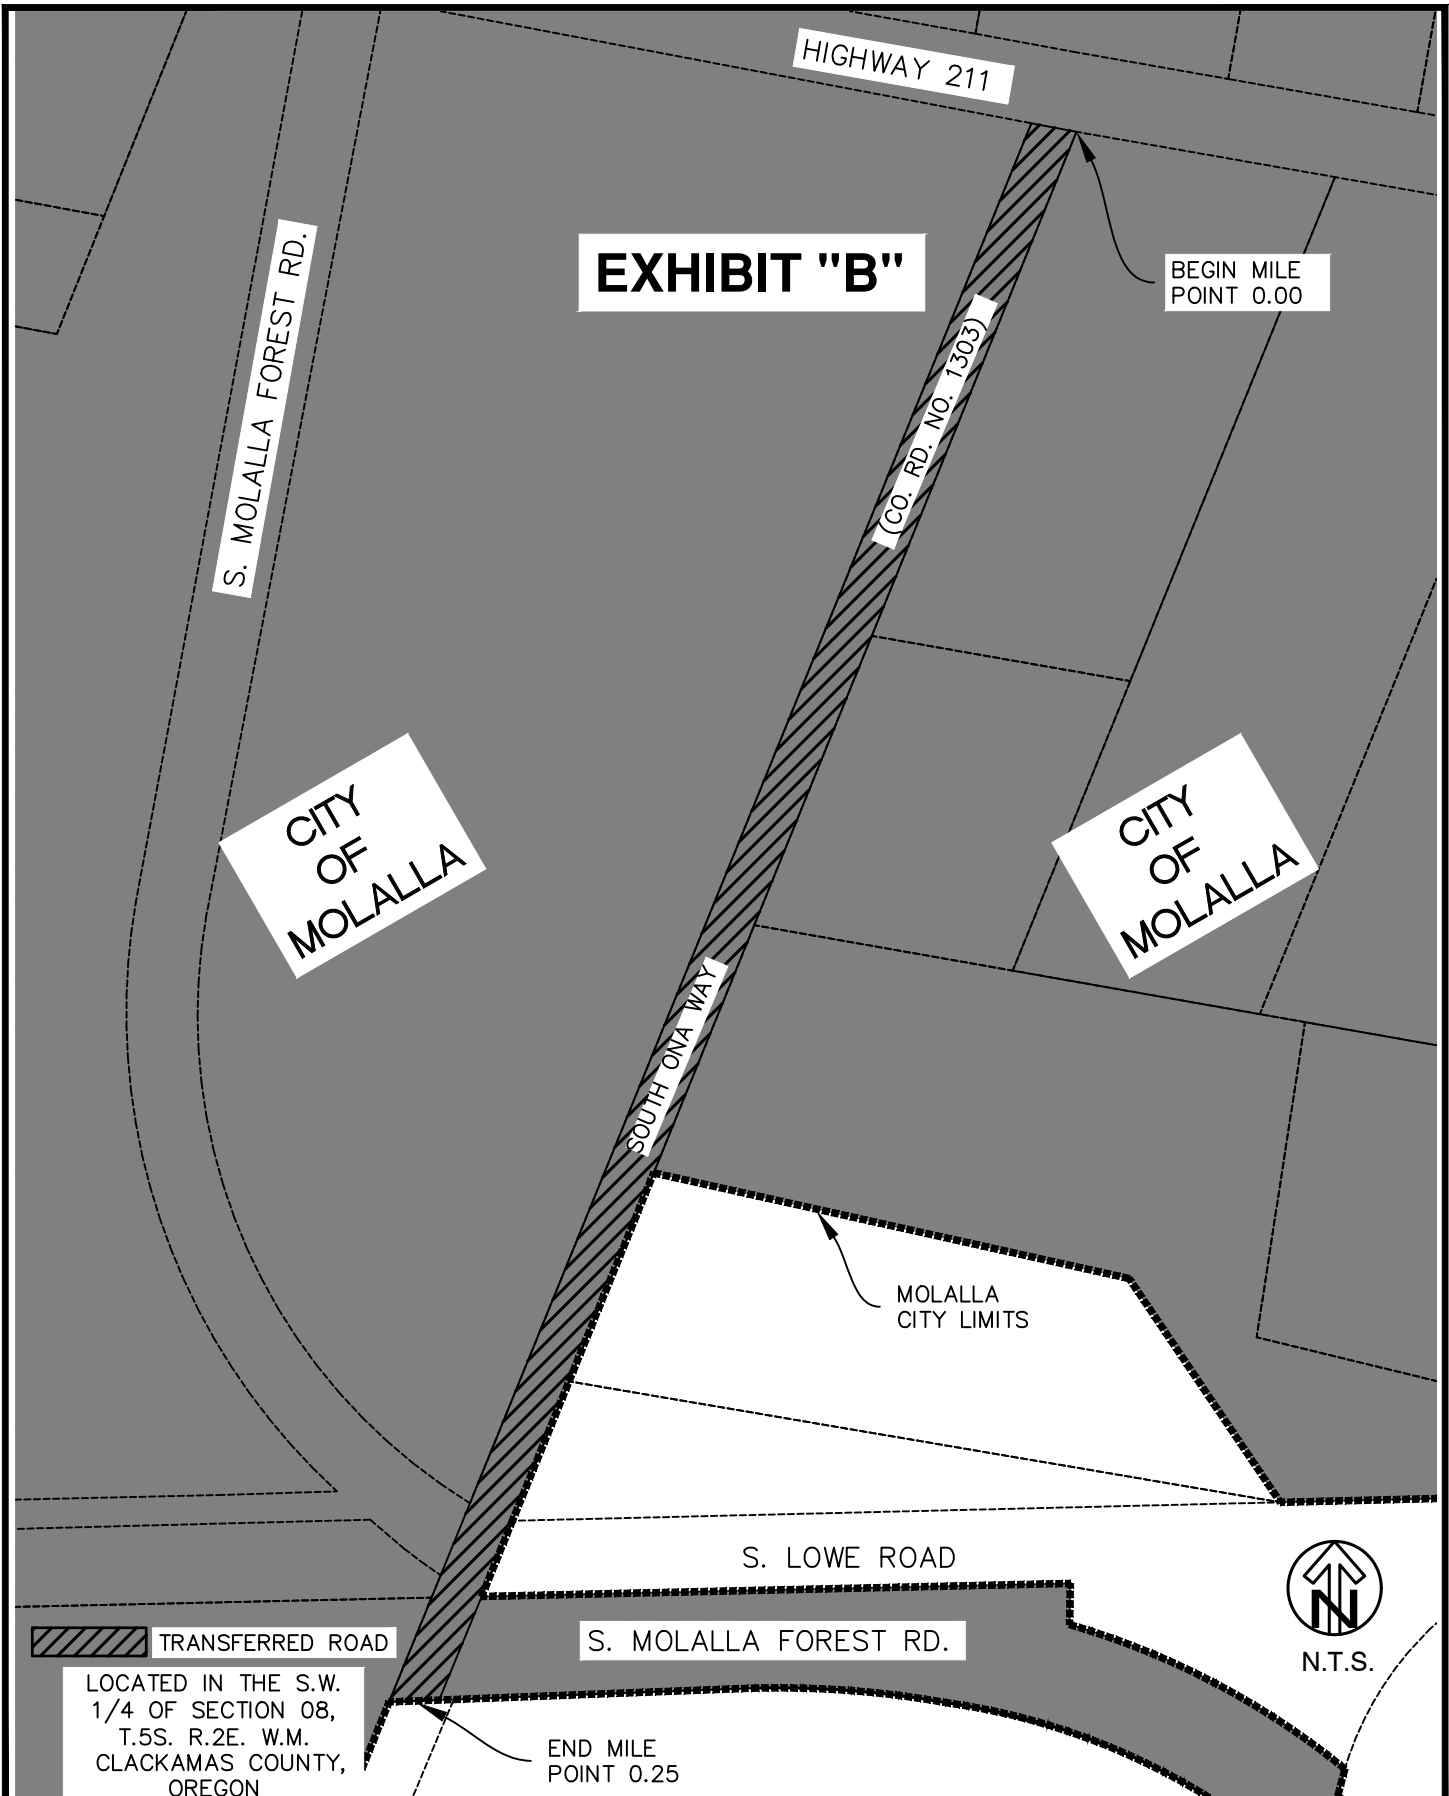 HIGHWAY 211
EXHIBIT "B"
BEGIN MILE
POINT 0.00
S. MOLALLA FOREST RD.
(CO. RD. NO. 1303)
CITY
OF
MOLALLA
CITY
OF
MOLALLA
SOUTH ONA WAY
MOLALLA
CITY LIMITS
S. LOWE ROAD
S. MOLALLA FOREST RD.
N
N.T.S.
TRANSFERRED ROAD
LOCATED IN THE S.W.
1/4 OF SECTION 08,
T.5S. R.2E. W.M.
CLACKAMAS COUNTY,
OREGON
END MILE
POINT 0.25